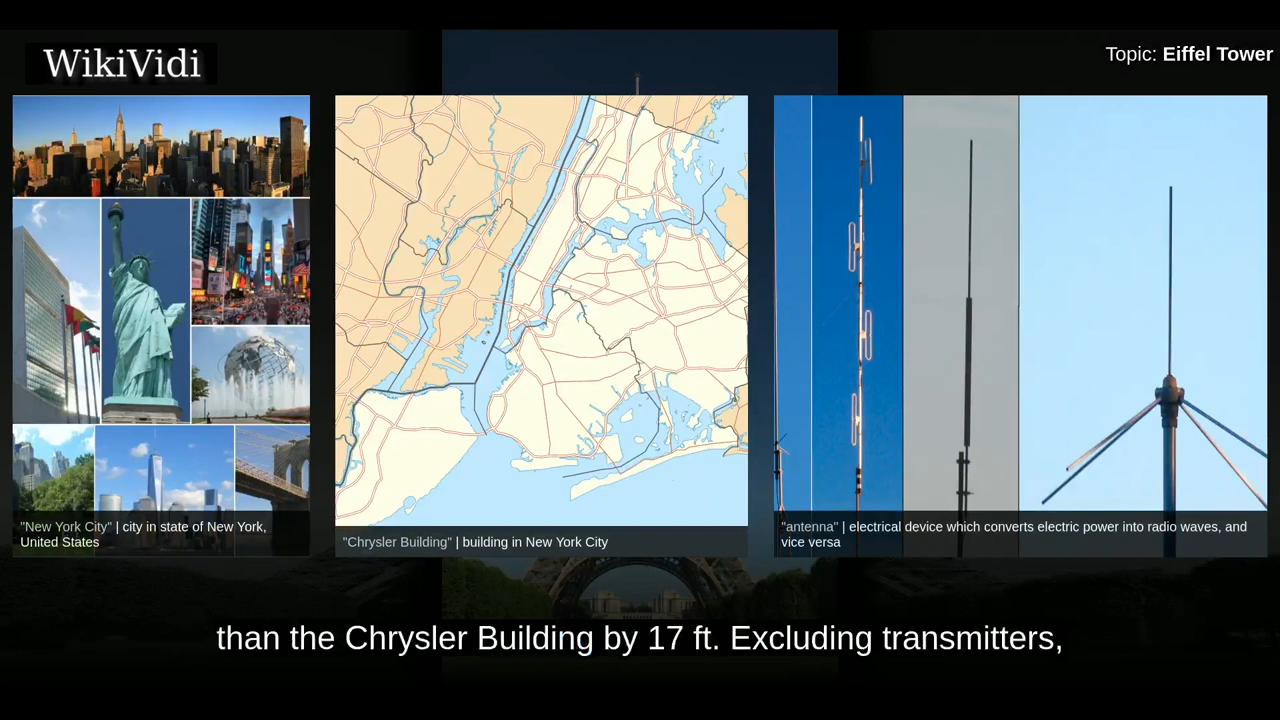 WikiVidi
Topic: Eiffel Tower
"New York City" | city in state of New York,
United States
"Chrysler Building" | building in New York City
"antenna" | electrical device which converts electric power into radio waves, and
vice versa
than the Chrysler Building by 17 ft. Excluding transmitters,